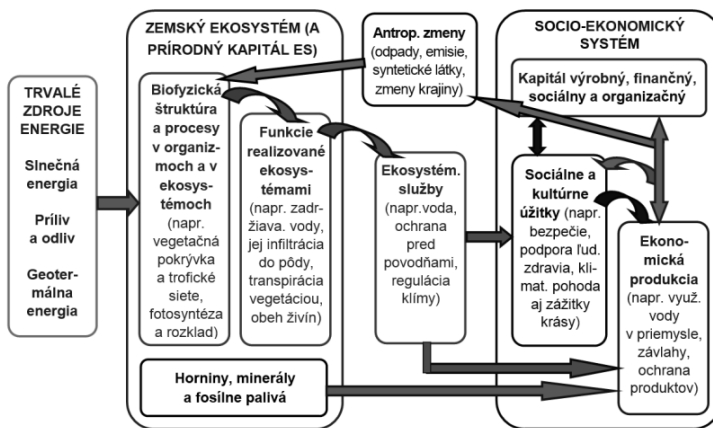 TRVALÉ
ZDROJE
ENERGIE
Slnečná
energia
Príliv
a odliv
Geoter-
málna
energia
ZEMSKÝ EKOSYSTÉM (A
PRÍRODNÝ KAPITÁL ES)
Biofyzická
štruktúra
a procesy
v organiz-
moch a v
ekosys-
témoch
(napr.
vegetačná
pokrývka
a trofické
siete,
fotosyntéza
a rozklad)
Funkcie
realizované
ekosys-
témami
(napr. zadr-
žiava. vody,
jej infiltrácia
do pôdy,
transpirácia
vegetáciou,
obeh živín)
Horniny, minerály
a fosílne palivá
Antrop. zmeny
(odpady, emisie,
syntetické látky,
zmeny krajiny)
Ekosystém.
služby
(napr.voda,
ochrana
pred
povodňami,
regulácia
klímy)
SOCIO-EKONOMICKÝ
SYSTÉM
Kapitál výrobný, finančný,
sociálny a organizačný
Sociálne a
kultúrne
úžitky (napr.
bezpečie,
podpora ľud.
zdravia, kli-
mat. pohoda
aj zážitky
krásy)
Ekono-
mická
produkcia
(napr. využ.
vody
v priemysle,
závlahy,
ochrana
produktov)